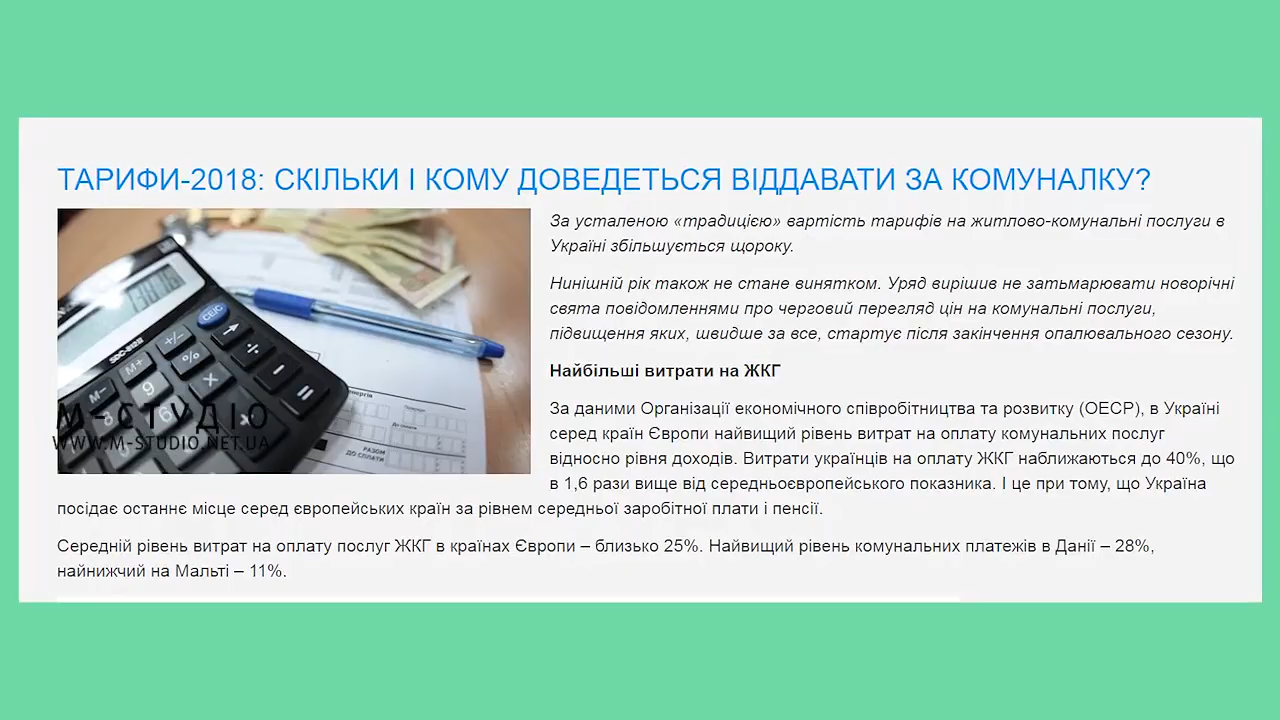 ТАРИФИ-2018: СКІЛЬКИ І КОМУ ДОВЕДЕТЬСЯ ВІДДАВАТИ ЗА КОМУНАЛКУ?
За усталеною «традицією» вартість тарифів на житлово-комунальні послуги в
Україні збільшується щороку.
Нинішній рік також не стане винятком. Уряд вирішив не затьмарювати новорічні
свята повідомленнями про черговий перегляд цін на комунальні послуги,
підвищення яких, швидше за все, стартує після закінчення опалювального сезону.
Найбільші витрати на ЖКГ
За даними Організації економічного співробітництва та розвитку (ОЕСР), в Україні
серед країн Європи найвищий рівень витрат на оплату комунальних послуг
відносно рівня доходів. Витрати українців на оплату ЖКГ наближаються до 40%, що
в 1,6 рази вище від середньоєвропейського показника. І це при тому, що Україна
посідає останнє місце серед європейських країн за рівнем середньої заробітної плати і пенсії.
Середній рівень витрат на оплату послуг ЖКГ в країнах Європи – близько 25%. Найвищий рівень комунальних платежів в Данії – 28%,
найнижчий на Мальті – 11%.
М-СТУДІО
WWW.M-STUDIO.NET.UA
РАЗОМ
ДО СПЛАТИ